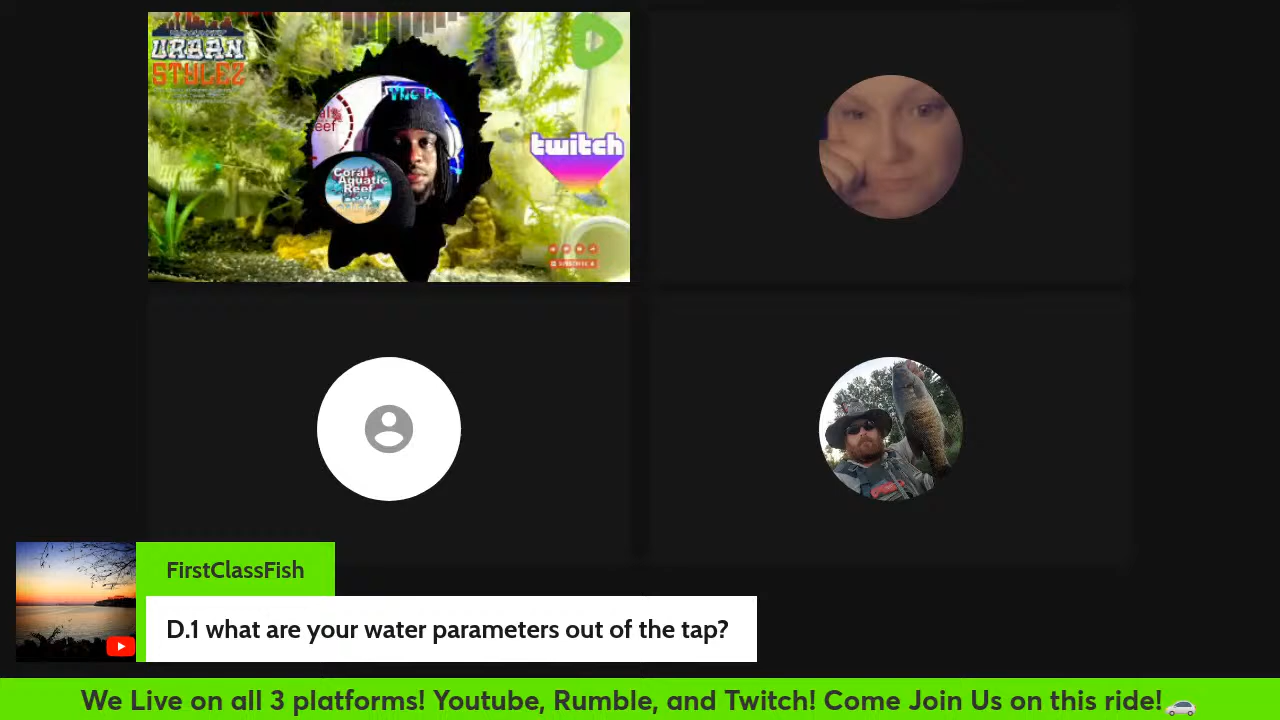 URBAN
STYLEZ
The
Coral
Aquatic
Reef
twitch
FirstClassFish
D.1 what are your water parameters out of the tap?
We Live on all 3 platforms! Youtube, Rumble, and Twitch! Come Join Us on this ride!🚗